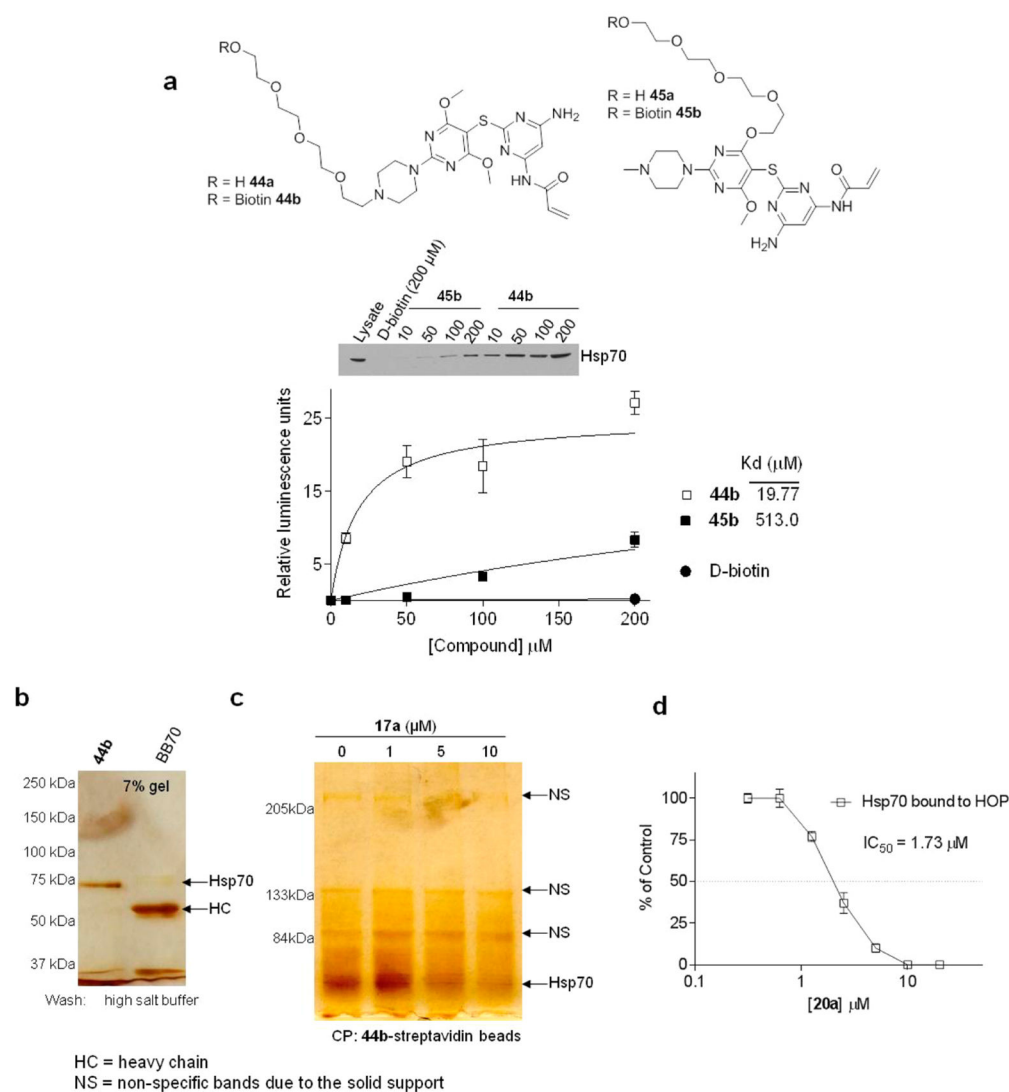 a
RO
O
O
O
O
R = H 44a
R = Biotin 44b
N
N
N
N
O
O
S
N
N
NH2
HN
O
RO
O
O
O
O
R = H 45a
R = Biotin 45b
N
N
N
N
O
S
N
N
O
NH
H2N
Lysate
D-biotin (200 µM)
45b
44b
10
50
100
200
10
50
100
200
Hsp70
Relative luminescence units
25
15
5
0
50
100
150
200
[Compound] µM
Kd (µM)
44b 19.77
45b 513.0
D-biotin
b
44b
BB70
7% gel
250 kDa
150 kDa
100 kDa
75 kDa
50 kDa
37 kDa
Hsp70
HC
Wash: high salt buffer
HC = heavy chain
NS = non-specific bands due to the solid support
c
17a (µM)
0 1 5 10
205kDa
133kDa
84kDa
NS
NS
NS
Hsp70
CP: 44b-streptavidin beads
d
% of Control
100
75
50
25
0
0.1
1
10
[20a] µM
Hsp70 bound to HOP
IC50 = 1.73 µM